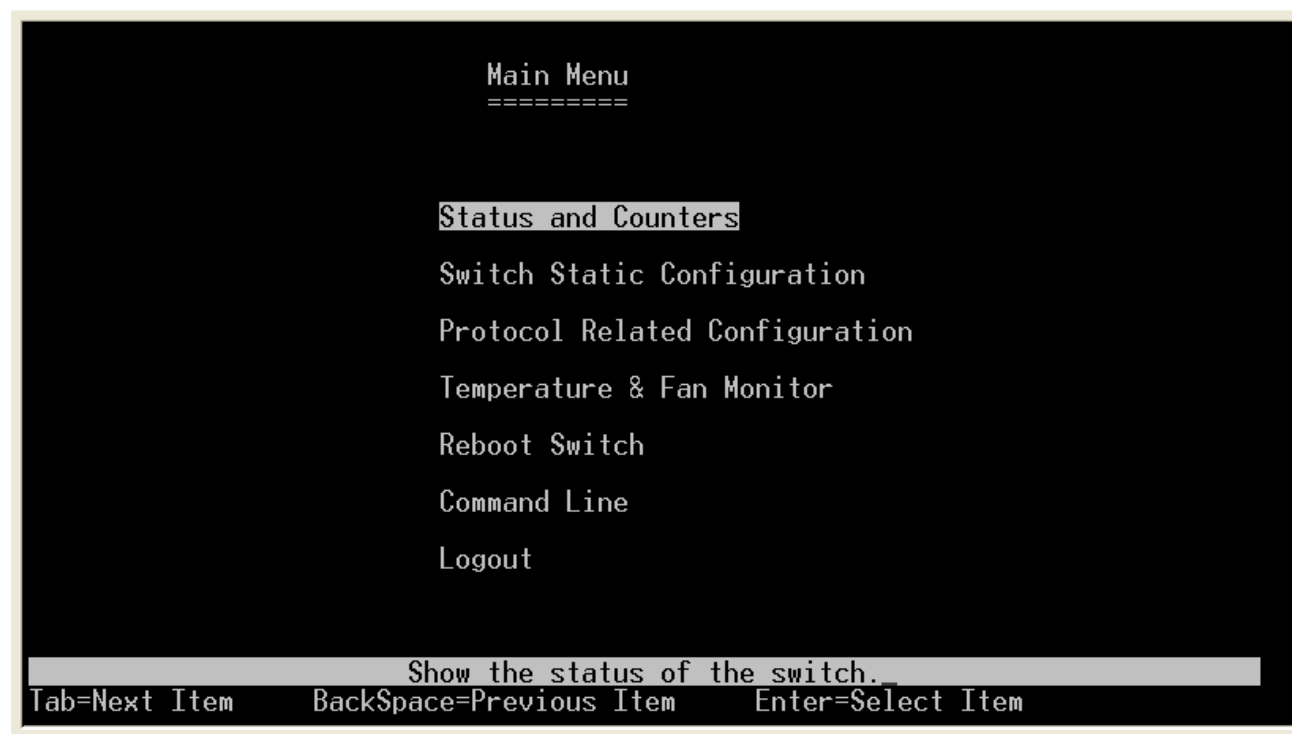 Main Menu
=========
Status and Counters
Switch Static Configuration
Protocol Related Configuration
Temperature & Fan Monitor
Reboot Switch
Command Line
Logout
Show the status of the switch._
Tab=Next Item BackSpace=Previous Item Enter=Select Item